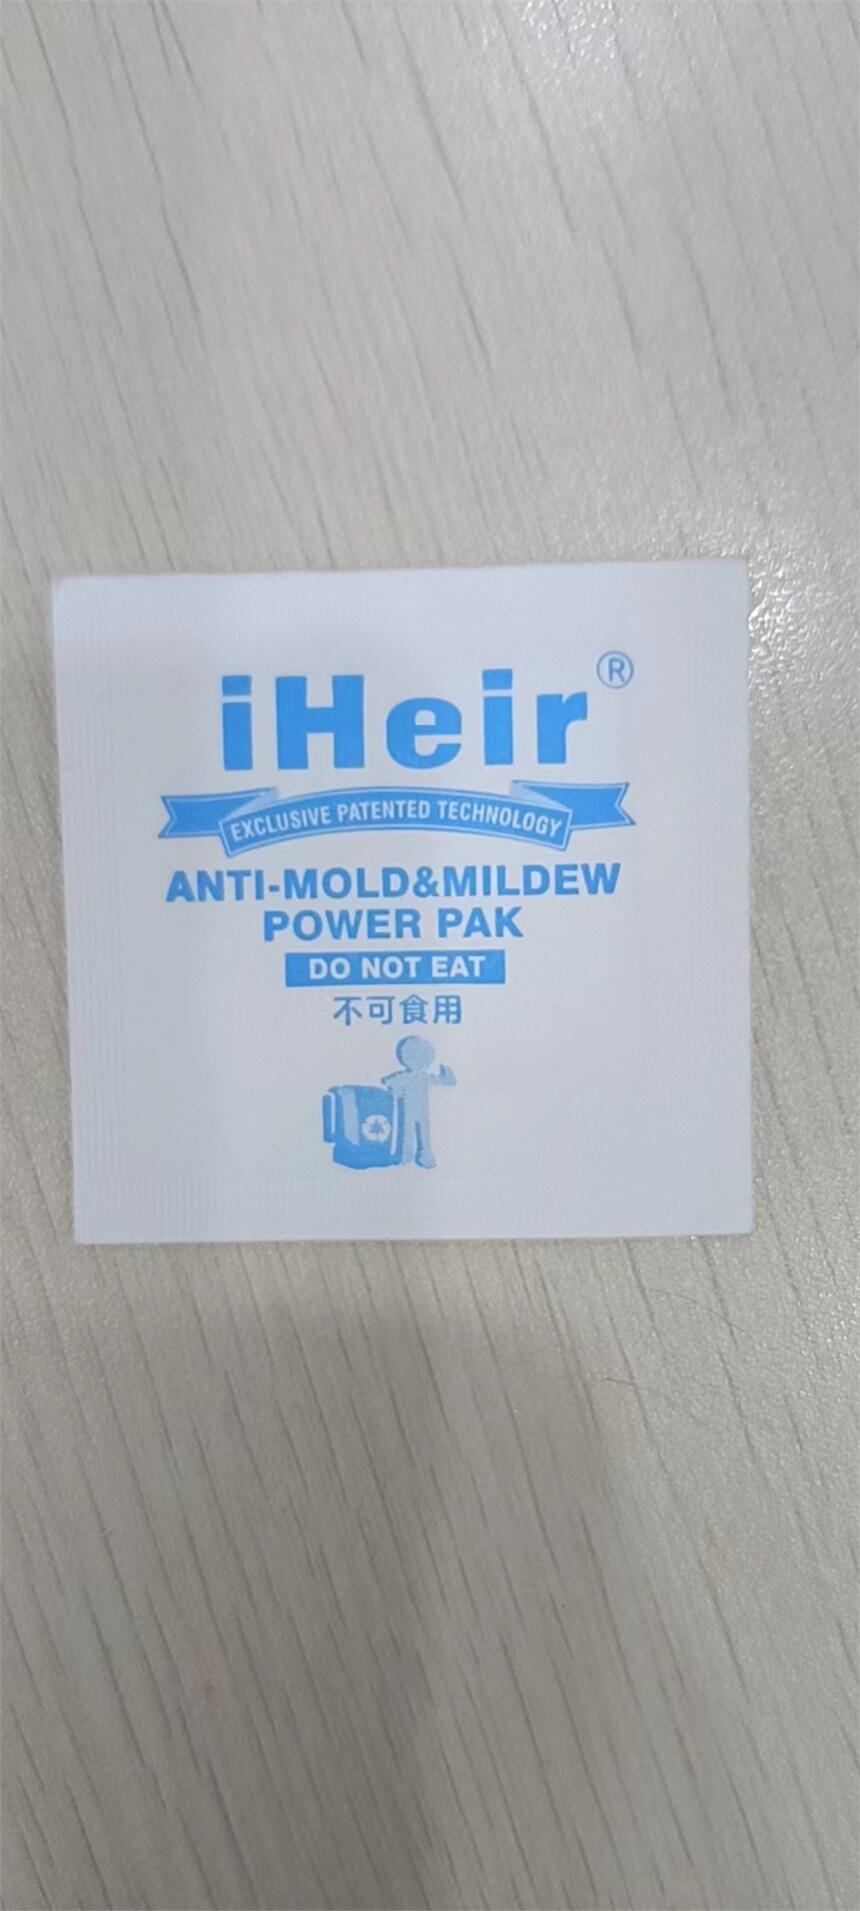 iHeir®
EXCLUSIVE PATENTED TECHNOLOGY
ANTI-MOLD&MILDEW
POWER PAK
DO NOT EAT
不可食用